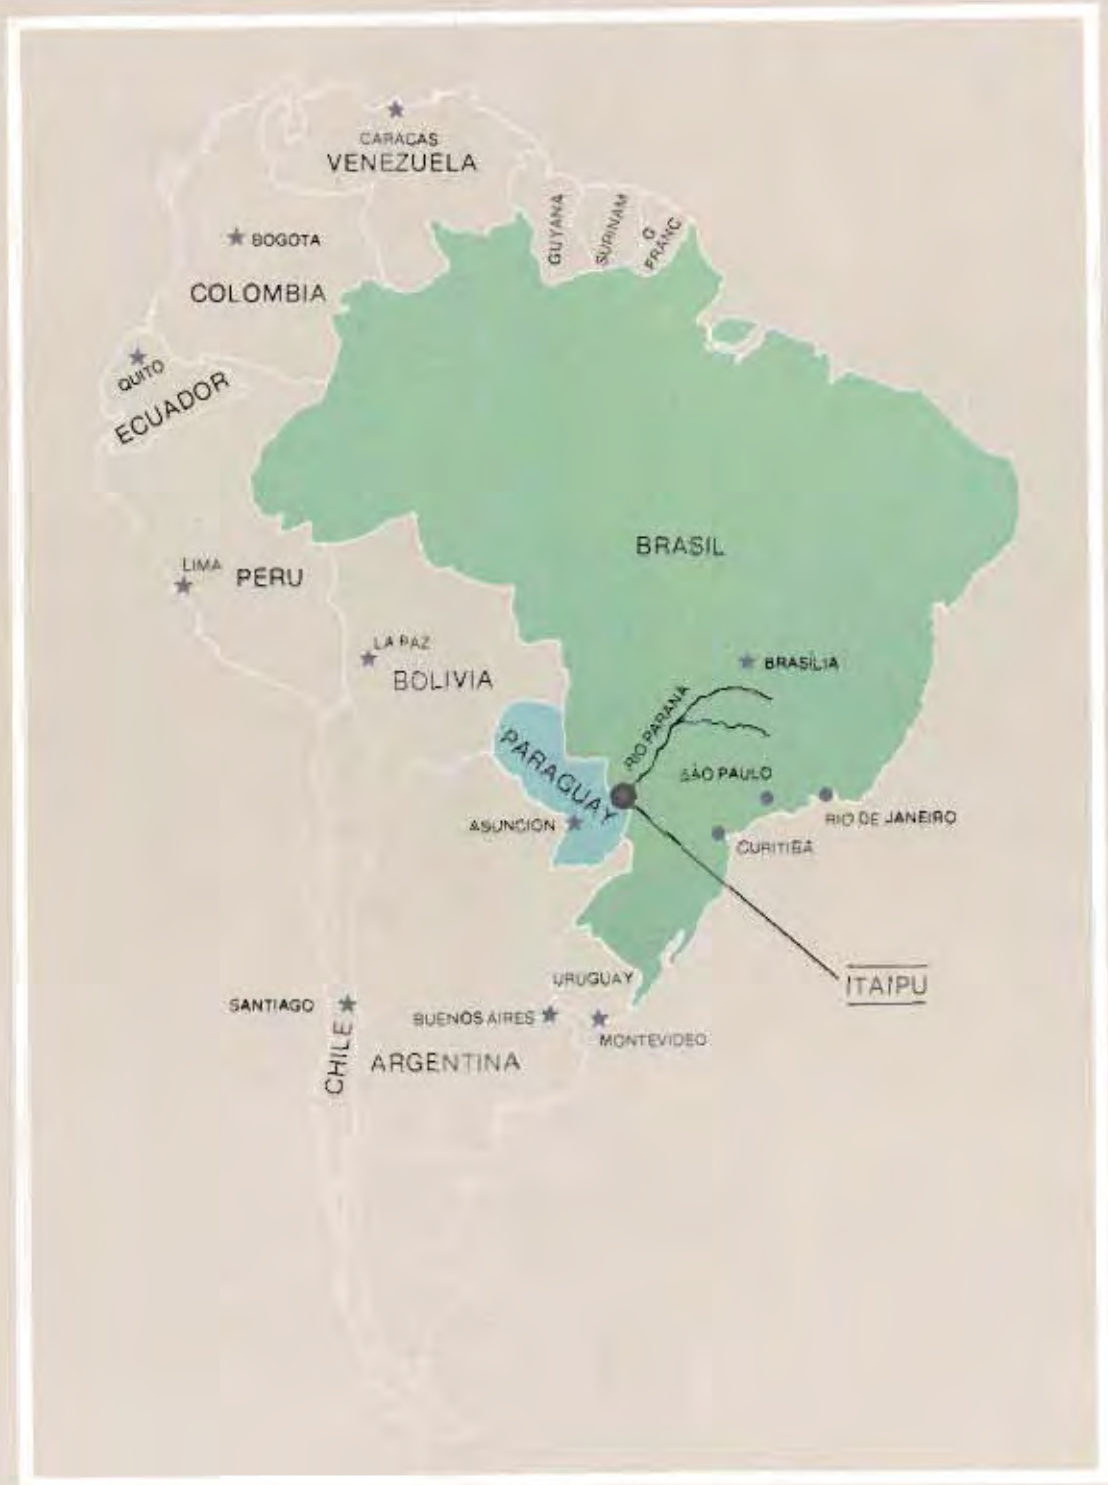 CARACAS
VENEZUELA
GUYANA
SURINAM
G
FRANC
BOGOTA
COLOMBIA
QUITO
ECUADOR
BRASIL
LIMA
PERU
LA PAZ
BOLIVIA
BRASÍLIA
RIO PARANA
PARAGUAY
SÃO PAULO
RIO DE JANEIRO
ASUNCION
CURITIBA
URUGUAY
ITAIPU
SANTIAGO
BUENOS AIRES
MONTEVIDEO
CHILE
ARGENTINA